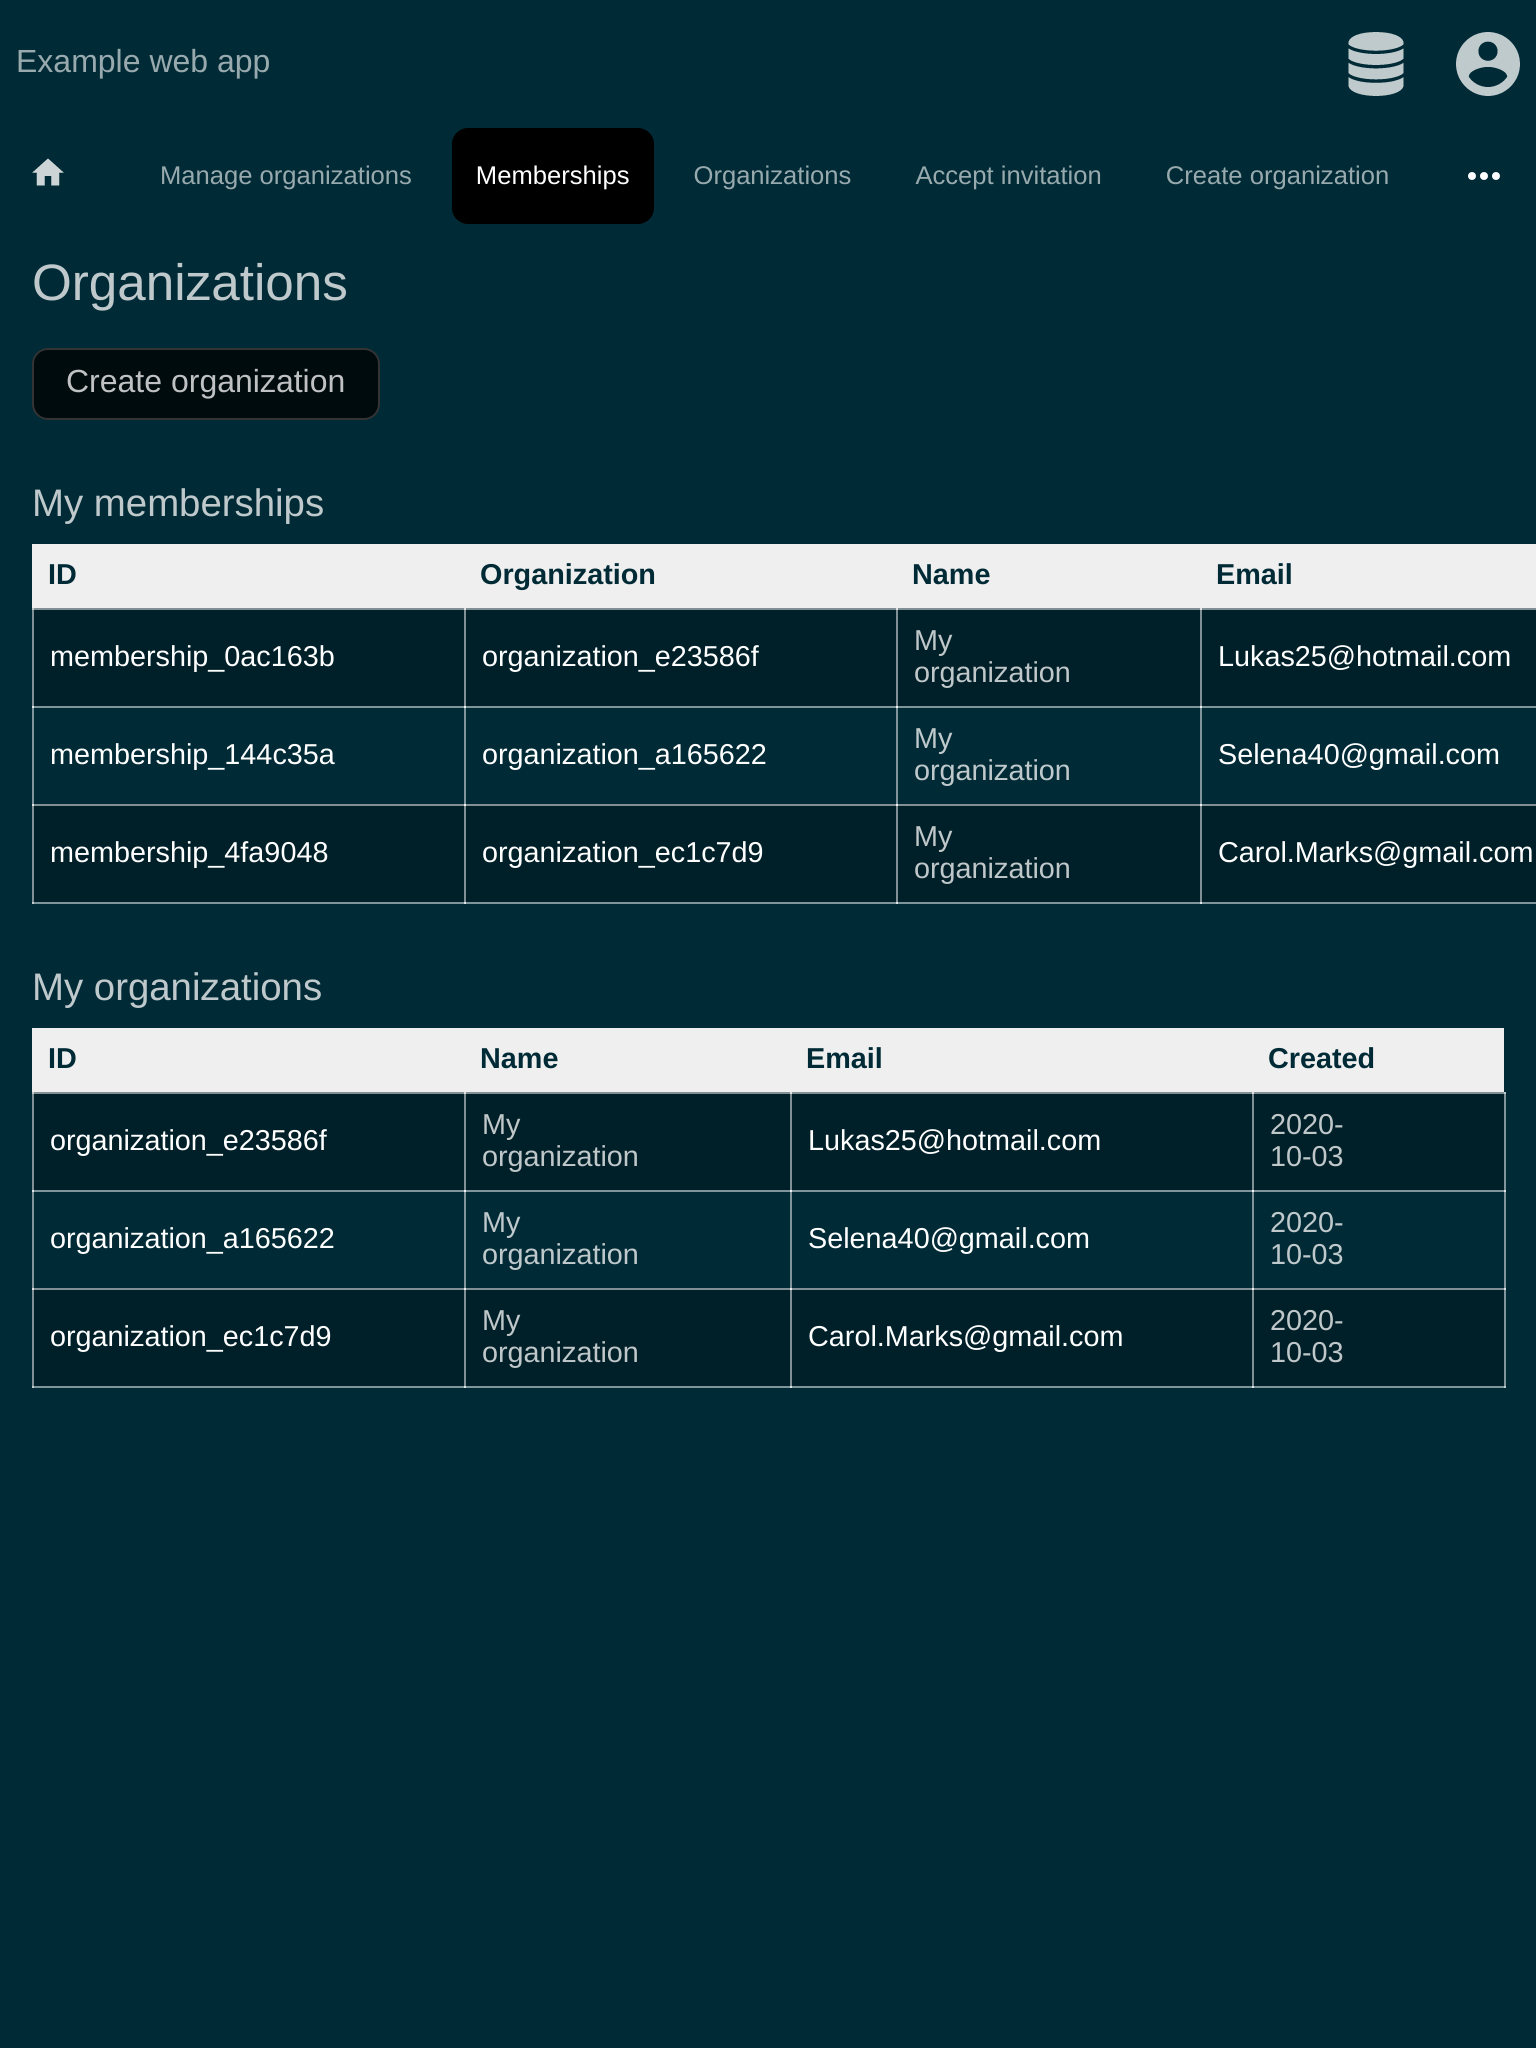 Example web app
Manage organizations Memberships Organizations Accept invitation Create organization
Organizations
Create organization
My memberships
ID Organization Name Email
membership_0ac163b organization_e23586f My organization Lukas25@hotmail.com
membership_144c35a organization_a165622 My organization Selena40@gmail.com
membership_4fa9048 organization_ec1c7d9 My organization Carol.Marks@gmail.com
My organizations
ID Name Email Created
organization_e23586f My organization Lukas25@hotmail.com 2020-10-03
organization_a165622 My organization Selena40@gmail.com 2020-10-03
organization_ec1c7d9 My organization Carol.Marks@gmail.com 2020-10-03